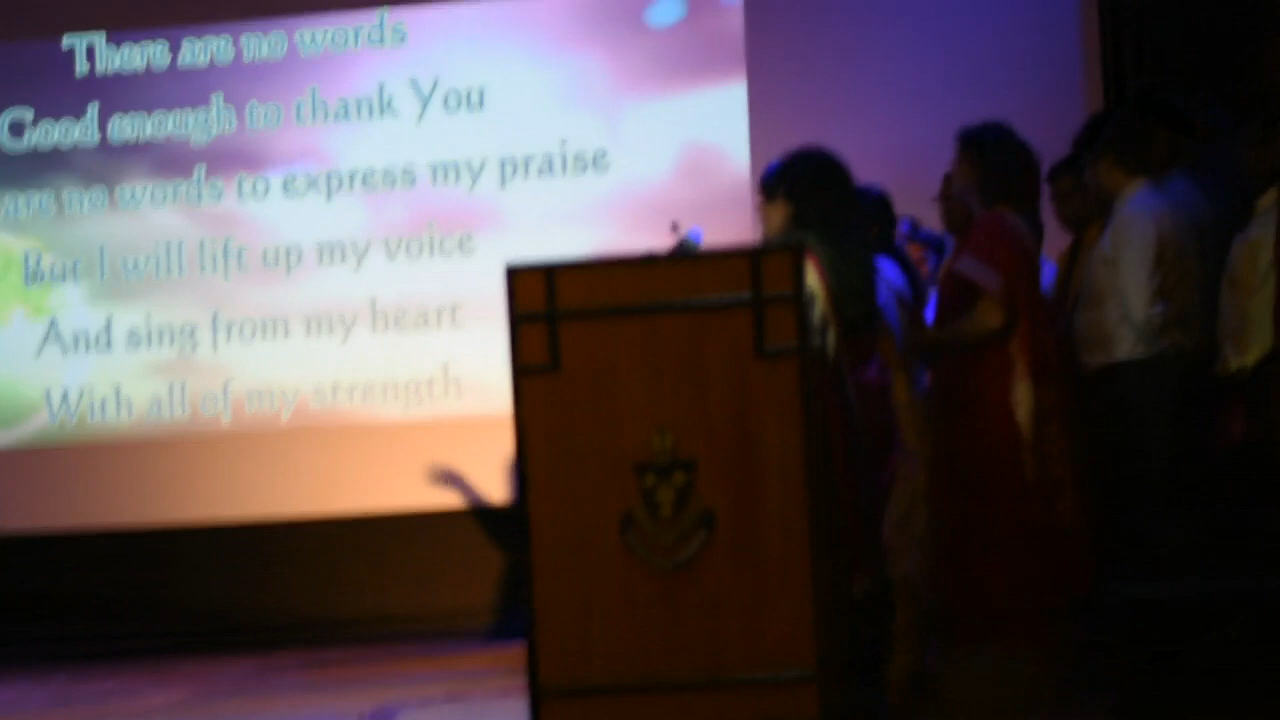 There are no words
Good enough to thank You
are no words to express my praise
But I will lift up my voice
And sing from my heart
With all of my strength